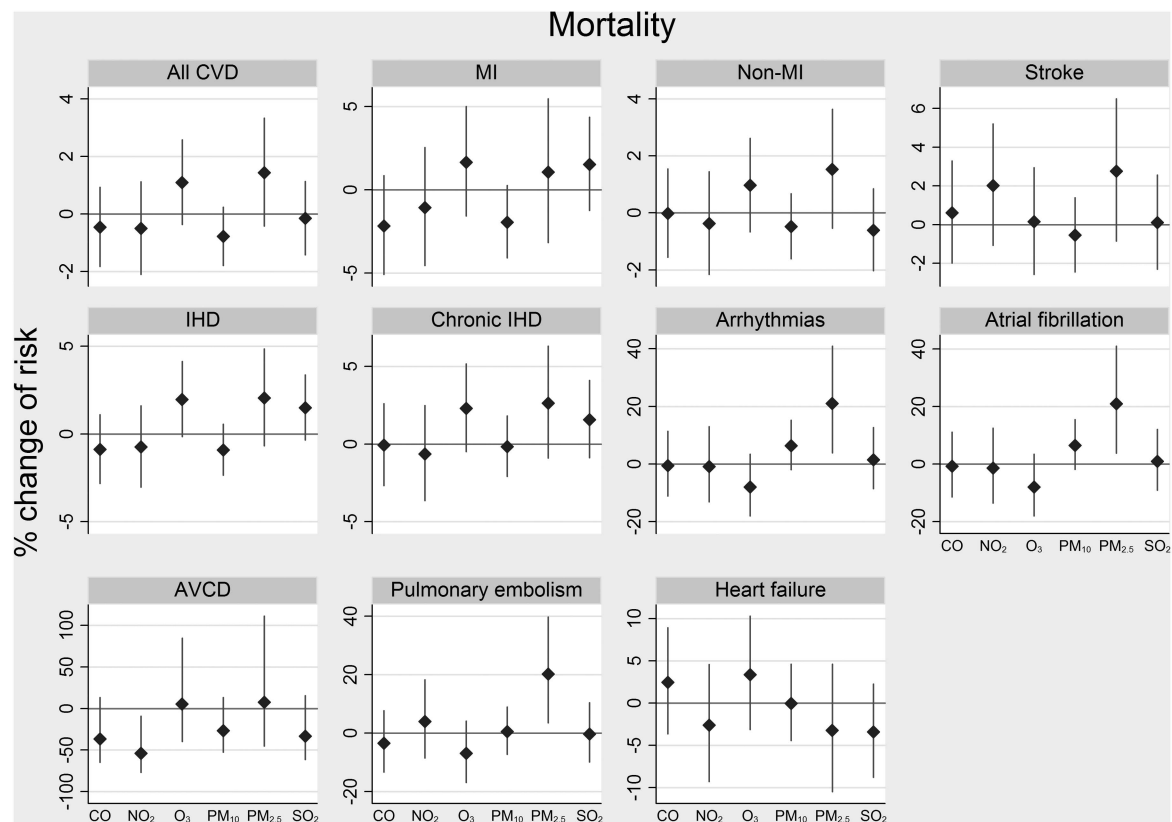 Mortality
% change of risk
All CVD
4
2
0
-2
MI
5
0
-5
Non-MI
4
2
0
-2
Stroke
6
4
2
0
-2
IHD
5
0
-5
Chronic IHD
5
0
-5
Arrhythmias
40
20
0
-20
Atrial fibrillation
40
20
0
-20
CO NO₂ O₃ PM₁₀ PM₂.₅ SO₂
AVCD
100
50
0
-50
-100
CO NO₂ O₃ PM₁₀ PM₂.₅ SO₂
Pulmonary embolism
40
20
0
-20
CO NO₂ O₃ PM₁₀ PM₂.₅ SO₂
Heart failure
10
5
0
-5
-10
CO NO₂ O₃ PM₁₀ PM₂.₅ SO₂